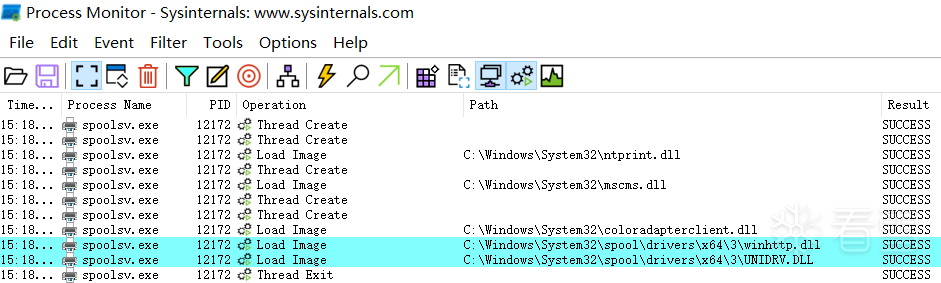 Process Monitor - Sysinternals: www.sysinternals.com
File Edit Event Filter Tools Options Help
Time... Process Name PID Operation Path Result
15:18... spoolsv.exe 12172 Thread Create SUCCESS
15:18... spoolsv.exe 12172 Thread Create SUCCESS
15:18... spoolsv.exe 12172 Load Image C:\Windows\System32\ntprint.dll SUCCESS
15:18... spoolsv.exe 12172 Thread Create SUCCESS
15:18... spoolsv.exe 12172 Load Image C:\Windows\System32\mscms.dll SUCCESS
15:18... spoolsv.exe 12172 Thread Create SUCCESS
15:18... spoolsv.exe 12172 Thread Create SUCCESS
15:18... spoolsv.exe 12172 Load Image C:\Windows\System32\coloradapterclient.dll SUCCESS
15:18... spoolsv.exe 12172 Load Image C:\Windows\System32\spool\drivers\x64\3\winhttp.dll SUCCESS
15:18... spoolsv.exe 12172 Load Image C:\Windows\System32\spool\drivers\x64\3\UNIDRV.DLL SUCCESS
15:18... spoolsv.exe 12172 Thread Exit SUCCESS
看